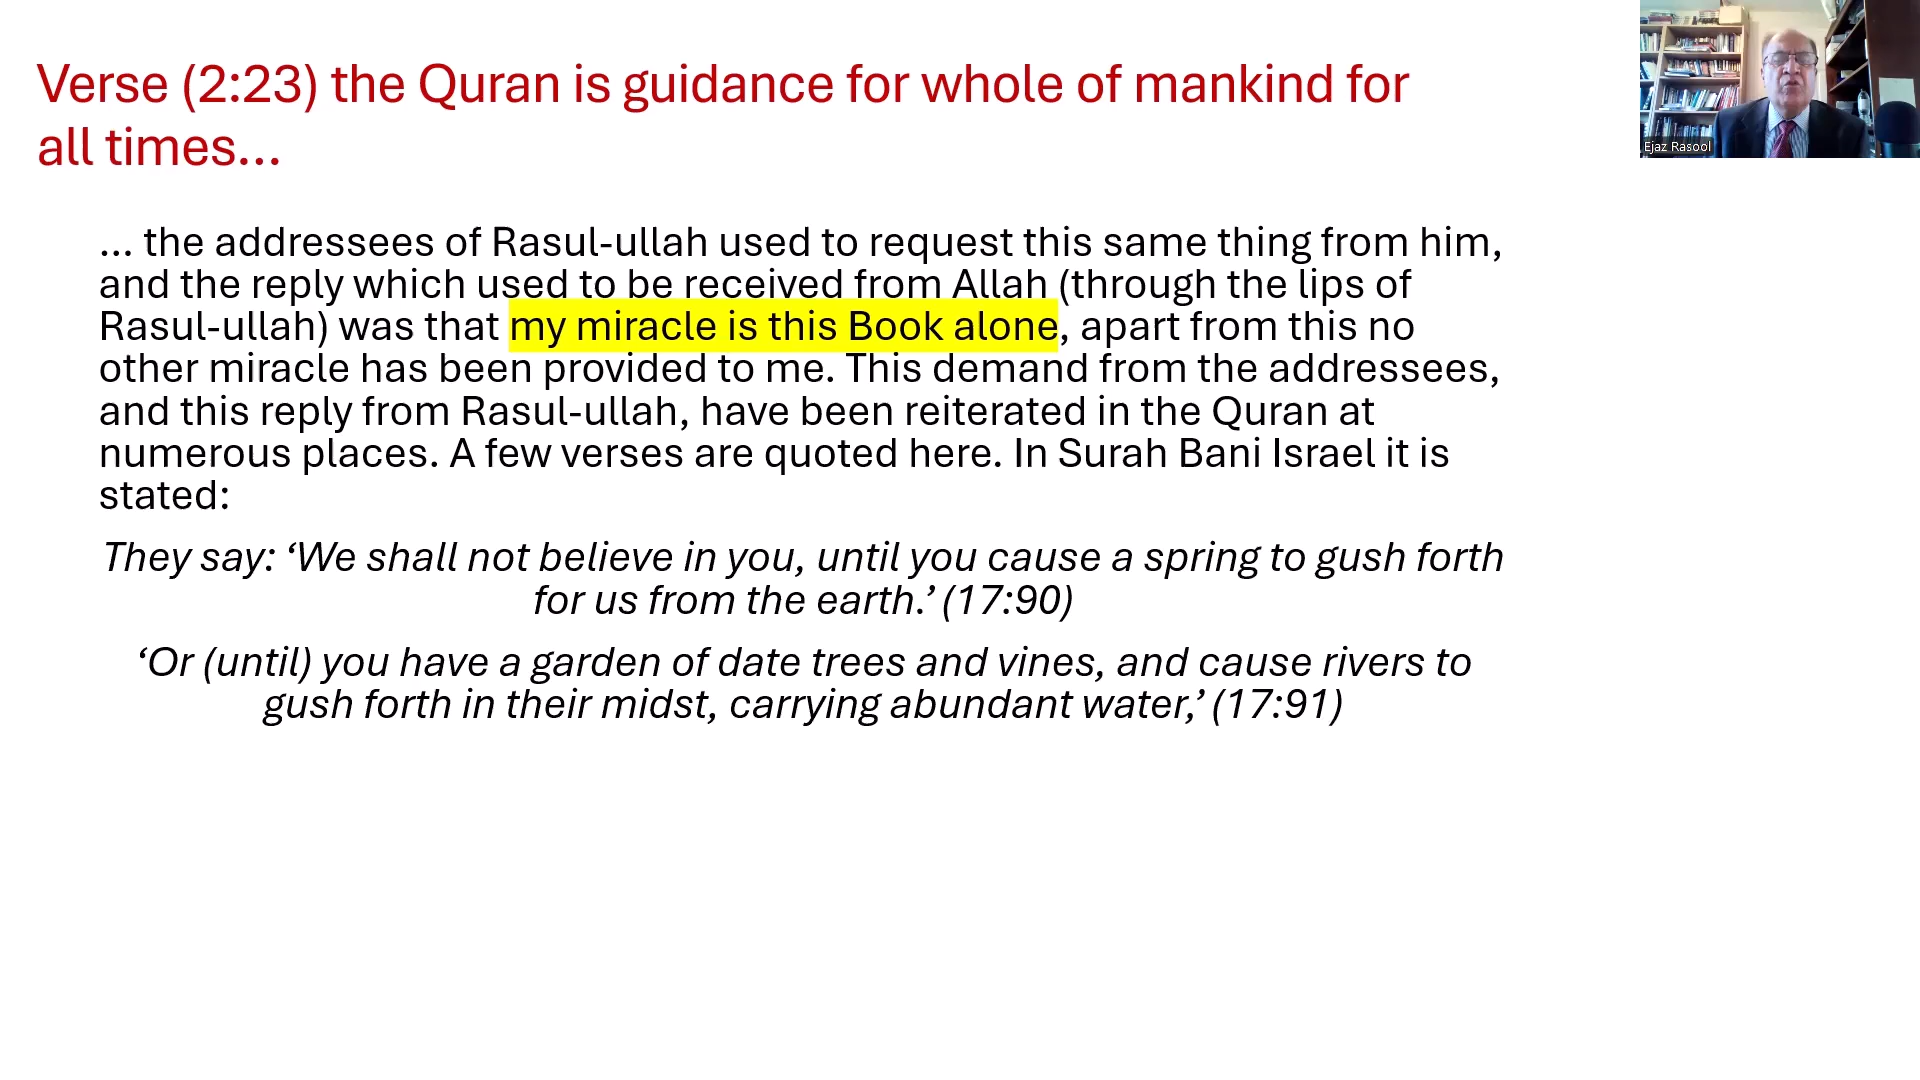 Verse (2:23) the Quran is guidance for whole of mankind for
all times...
Ejaz Rasool
... the addressees of Rasul-ullah used to request this same thing from him,
and the reply which used to be received from Allah (through the lips of
Rasul-ullah) was that my miracle is this Book alone, apart from this no
other miracle has been provided to me. This demand from the addressees,
and this reply from Rasul-ullah, have been reiterated in the Quran at
numerous places. A few verses are quoted here. In Surah Bani Israel it is
stated:
They say: ‘We shall not believe in you, until you cause a spring to gush forth
for us from the earth.’ (17:90)
‘Or (until) you have a garden of date trees and vines, and cause rivers to
gush forth in their midst, carrying abundant water,’ (17:91)